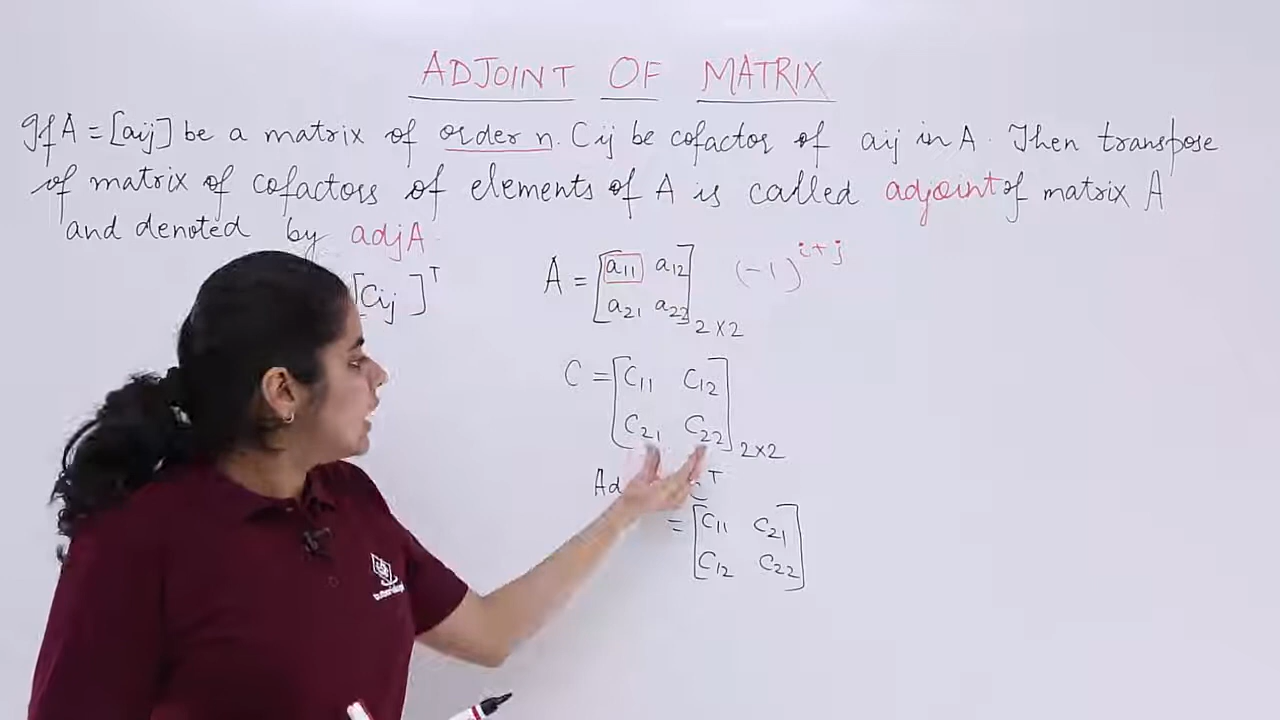 ADJOINT OF MATRIX
If A = [aij] be a matrix of order n. Cij be cofactor of aij in A. Then transpose
of matrix of cofactors of elements of A is called adjoint of matrix A
and denoted by adjA
[Cij]ᵀ
A = [a11 a12
a21 a22] 2×2
(-1)^i+j
C = [C11 C12
C21 C22] 2×2
Cᵀ
= [C11 C21
C12 C22]